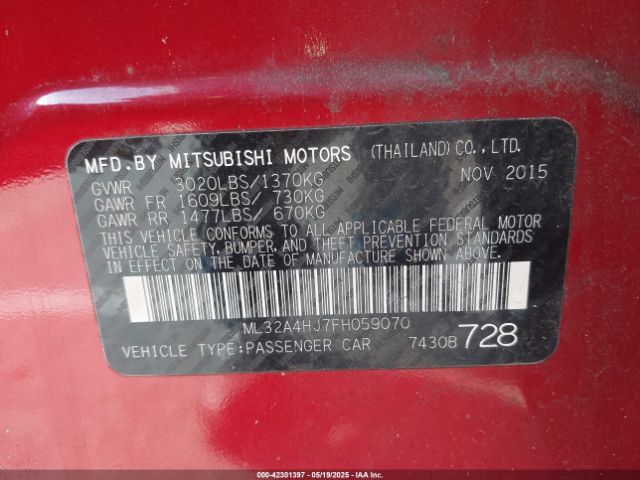 MFD.BY MITSUBISHI MOTORS (THAILAND) CO.,LTD.
GVWR 3020LBS/1370KG NOV 2015
GAWR FR 1609LBS/ 730KG
GAWR RR 1477LBS/ 670KG
THIS VEHICLE CONFORMS TO ALL APPLICABLE FEDERAL MOTOR
VEHICLE SAFETY, BUMPER, AND THEFT PREVENTION STANDARDS
IN EFFECT ON THE DATE OF MANUFACTURE SHOWN ABOVE.
ML32A4HJ7FH059070
VEHICLE TYPE:PASSENGER CAR 7430B 728
000-42301397 - 05/19/2025 - IAAI.COM